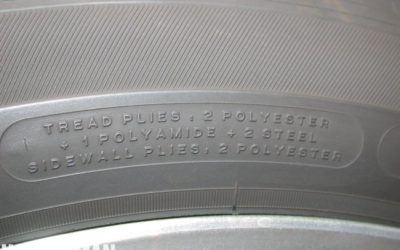 TREAD PLIES : 2 POLYESTER
+ 1 POLYAMIDE + 2 STEEL
SIDEWALL PLIES : 2 POLYESTER